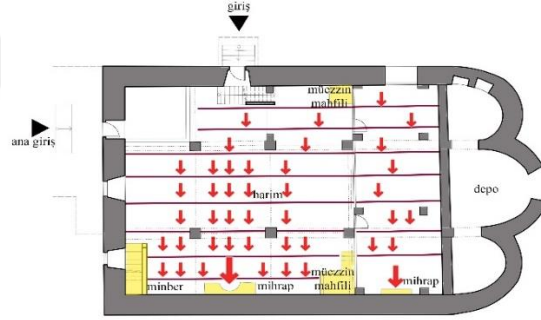 giriş
müezzin
mahfili
ana giriş
harim
depo
müezzin
mahfili
minber
mihrap
mihrap